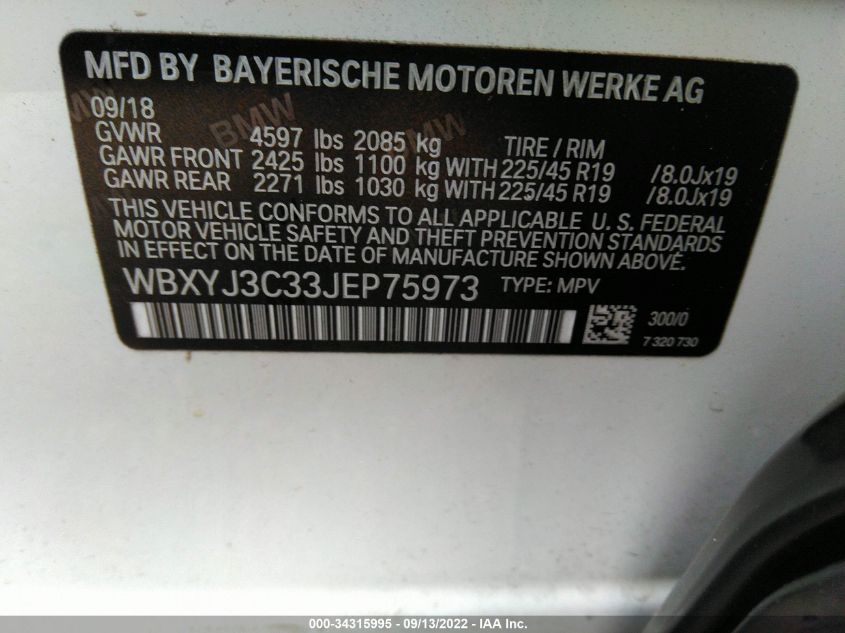 MFD BY BAYERISCHE MOTOREN WERKE AG
09/18
GVWR 4597 lbs 2085 kg TIRE / RIM
GAWR FRONT 2425 lbs 1100 kg WITH 225/45 R19 /8.0Jx19
GAWR REAR 2271 lbs 1030 kg WITH 225/45 R19 /8.0Jx19
THIS VEHICLE CONFORMS TO ALL APPLICABLE U. S. FEDERAL
MOTOR VEHICLE SAFETY AND THEFT PREVENTION STANDARDS
IN EFFECT ON THE DATE OF MANUFACTURE SHOWN ABOVE.
WBXYJ3C33JEP75973 TYPE: MPV
300/0
7 320 730
BMW
BMW
000-34315995 - 09/13/2022 - IAA Inc.